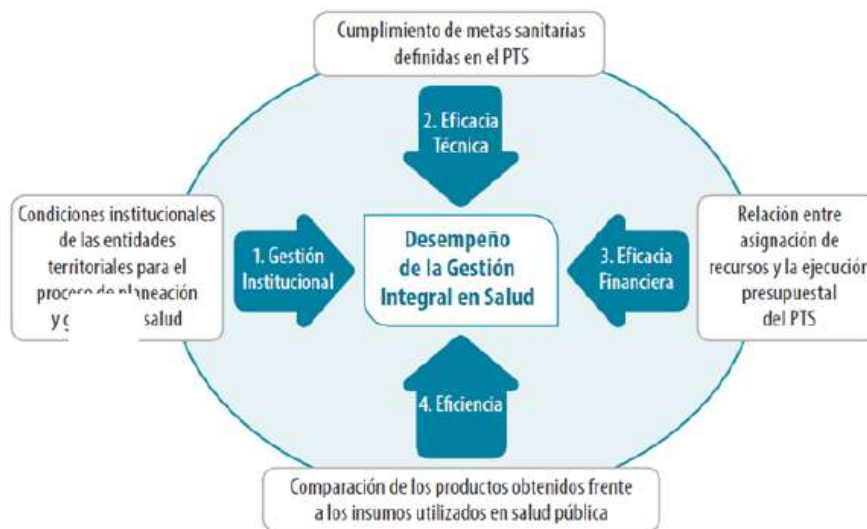 Cumplimiento de metas sanitarias
definidas en el PTS
2. Eficacia
Técnica
Condiciones institucionales
de las entidades
territoriales para el
proceso de planeación
y salud
1. Gestión
Institucional
Desempeño
de la Gestión
Integral en Salud
3. Eficacia
Financiera
Relación entre
asignación de
recursos y la ejecución
presupuestal
del PTS
4. Eficiencia
Comparación de los productos obtenidos frente
a los insumos utilizados en salud pública